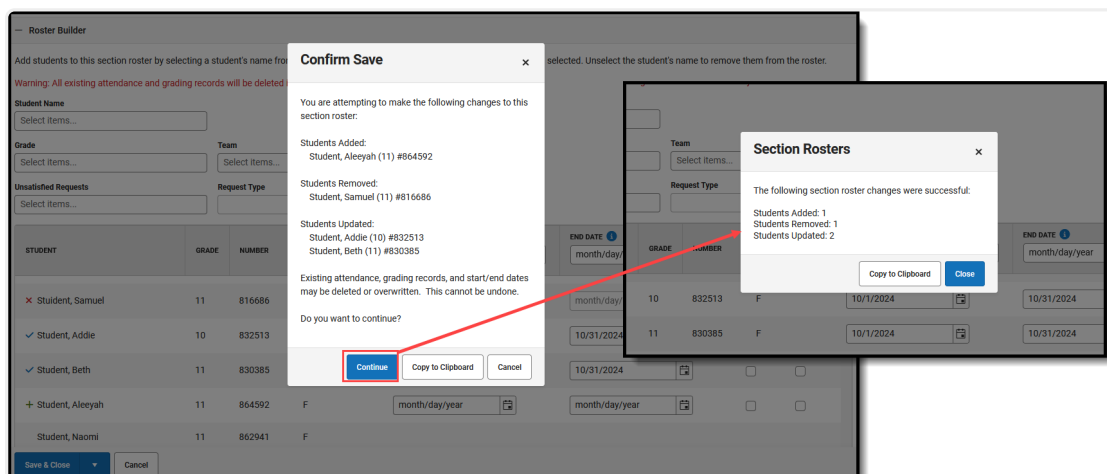 Roster Builder
Add students to this section roster by selecting a student's name from
selected. Unselect the student's name to remove them from the roster.
Warning: All existing attendance and grading records will be deleted
Student Name
Select items...
Grade
Team
Select items...
Select items...
Unsatisfied Requests
Request Type
Select items...
STUDENT
GRADE
NUMBER
END DATE
month/day/
Stuident, Samuel
11
816686
month/day/
Student, Addie
10
832513
10/31/2024
Student, Beth
11
830385
10/31/2024
Student, Aleeyah
11
864592
F
month/day/year
month/day/year
Student, Naomi
11
862941
F
Save & Close
Cancel
Confirm Save
×
You are attempting to make the following changes to this
section roster:
Students Added:
Student, Aleeyah (11) #864592
Students Removed:
Student, Samuel (11) #816686
Students Updated:
Student, Addie (10) #832513
Student, Beth (11) #830385
Existing attendance, grading records, and start/end dates
may be deleted or overwritten. This cannot be undone.
Do you want to continue?
Continue
Copy to Clipboard
Cancel
Team
Select items...
Request Type
GRADE
NUMBER
END DATE
month/day/year
10
832513
F
10/1/2024
10/31/2024
11
830385
F
10/1/2024
10/31/2024
Section Rosters
×
The following section roster changes were successful:
Students Added: 1
Students Removed: 1
Students Updated: 2
Copy to Clipboard
Close